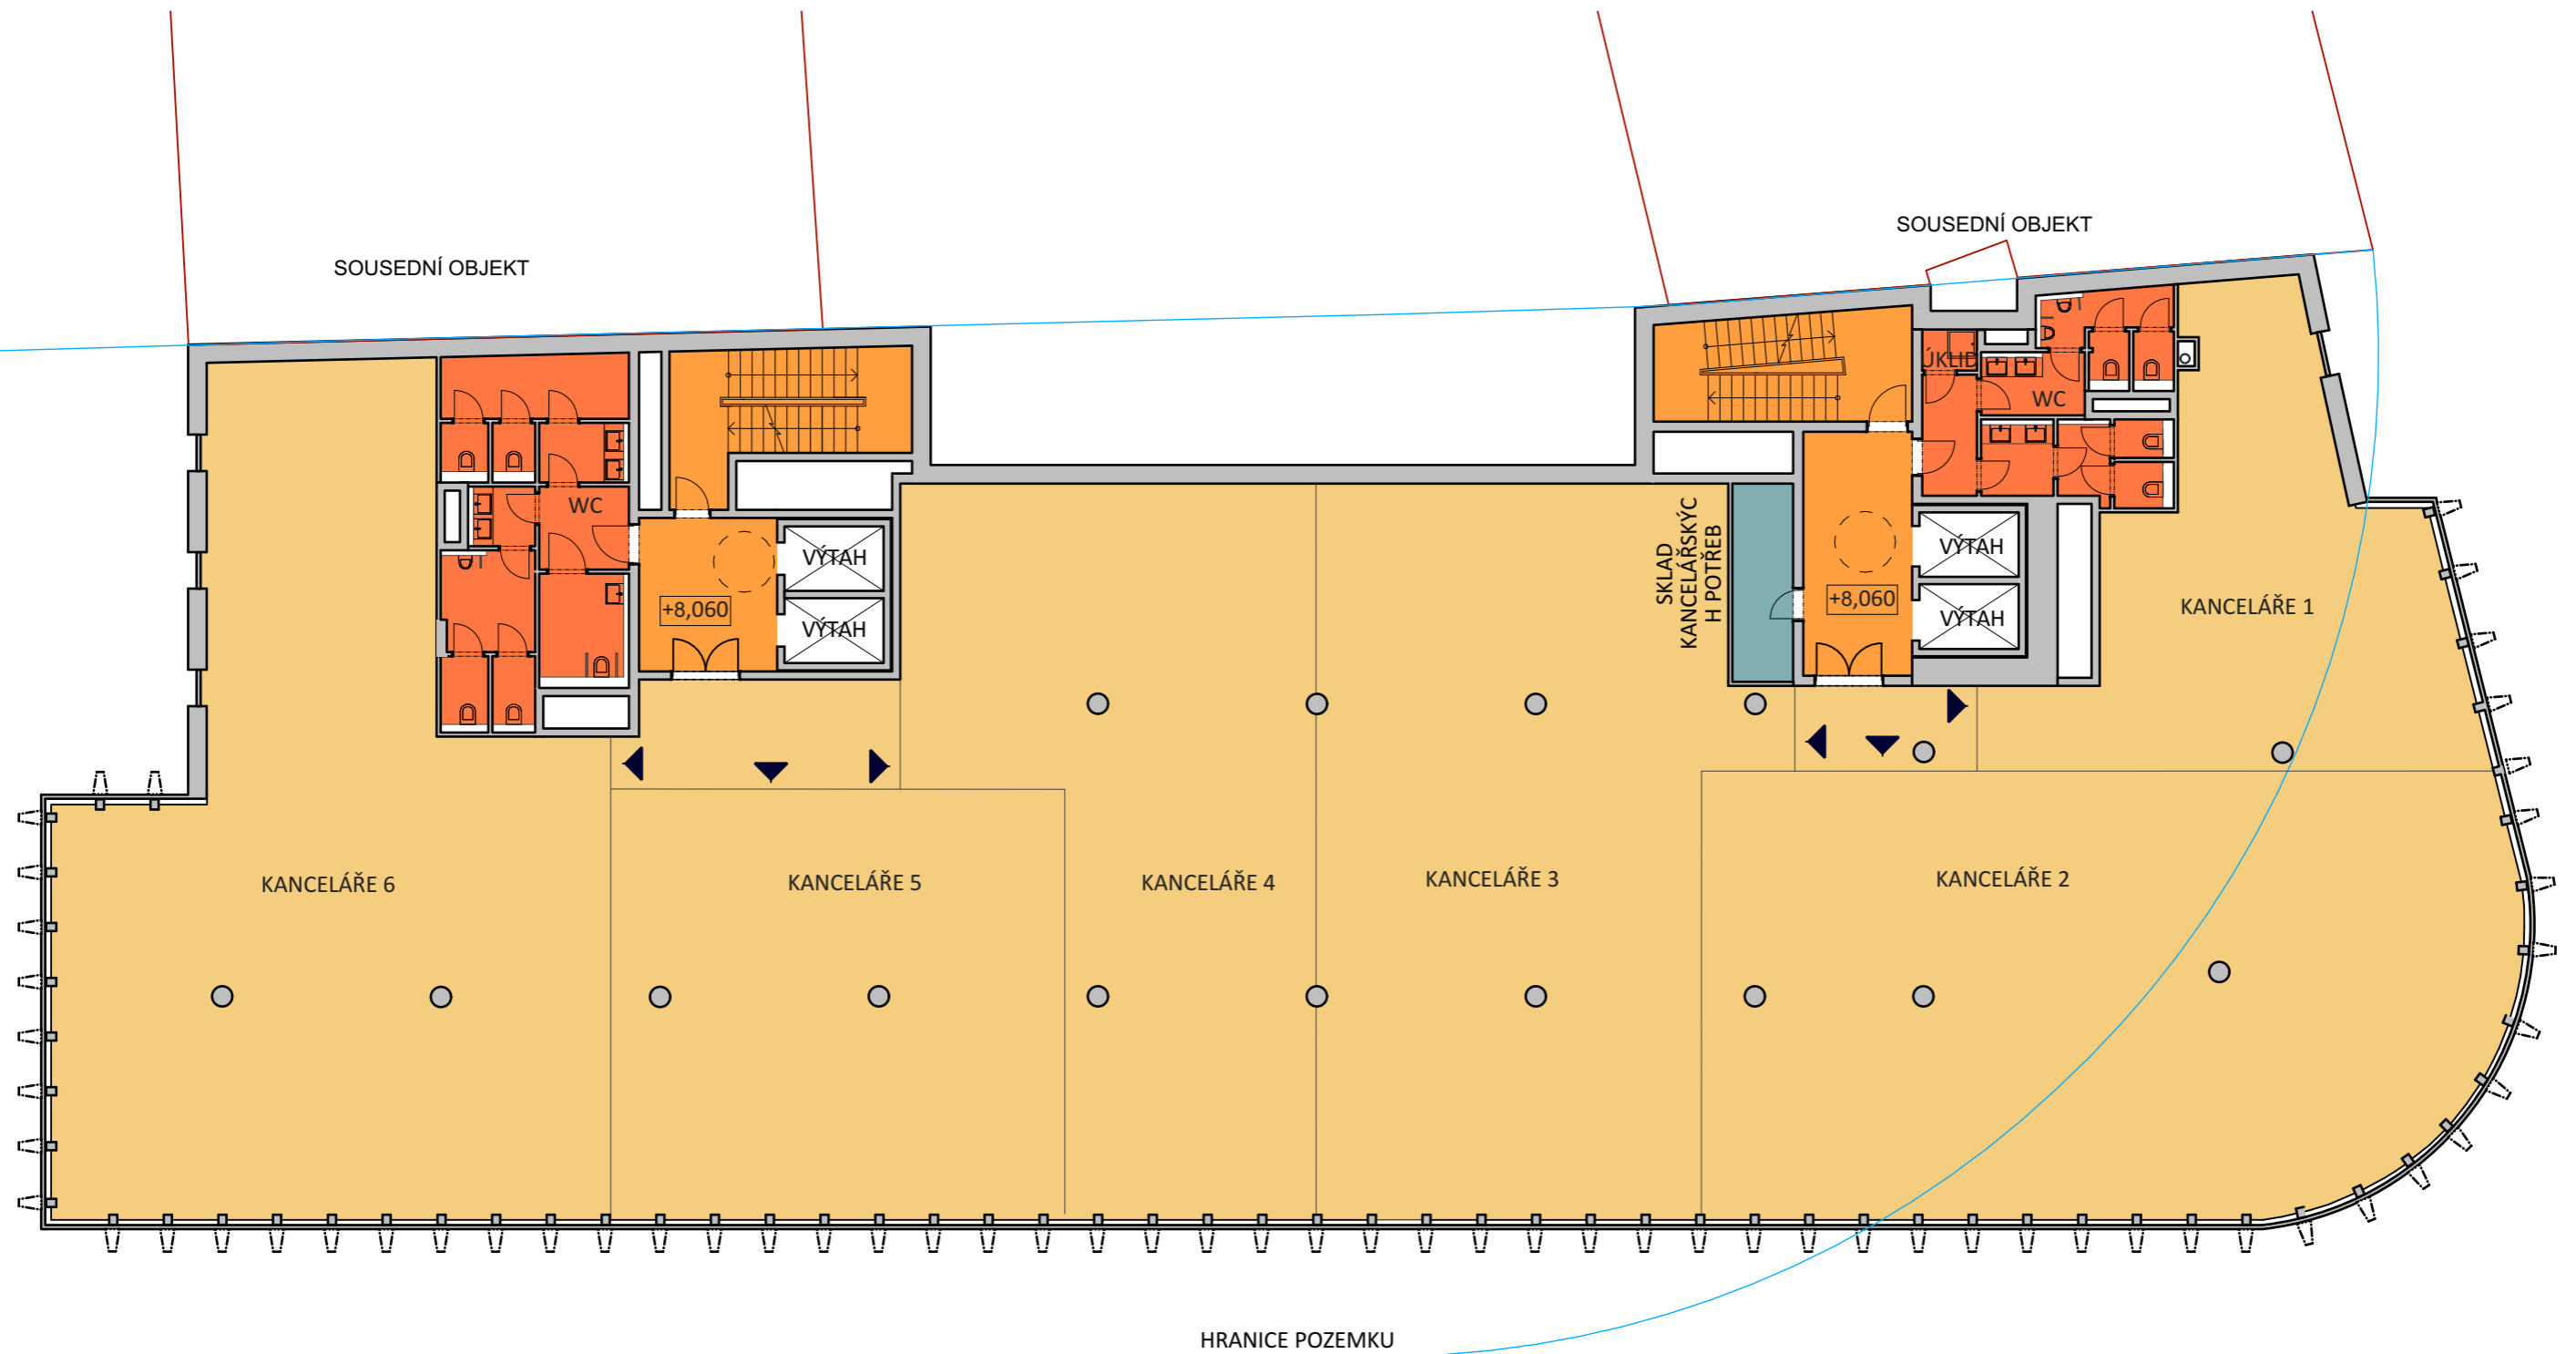 SOUSEDNÍ OBJEKT
SOUSEDNÍ OBJEKT
ÚKLID
WC
WC
VÝTAH
VÝTAH
+8,060
SKLAD
KANCELÁŘSKÝC
H POTŘEB
+8,060
VÝTAH
VÝTAH
KANCELÁŘE 1
KANCELÁŘE 6
KANCELÁŘE 5
KANCELÁŘE 4
KANCELÁŘE 3
KANCELÁŘE 2
HRANICE POZEMKU